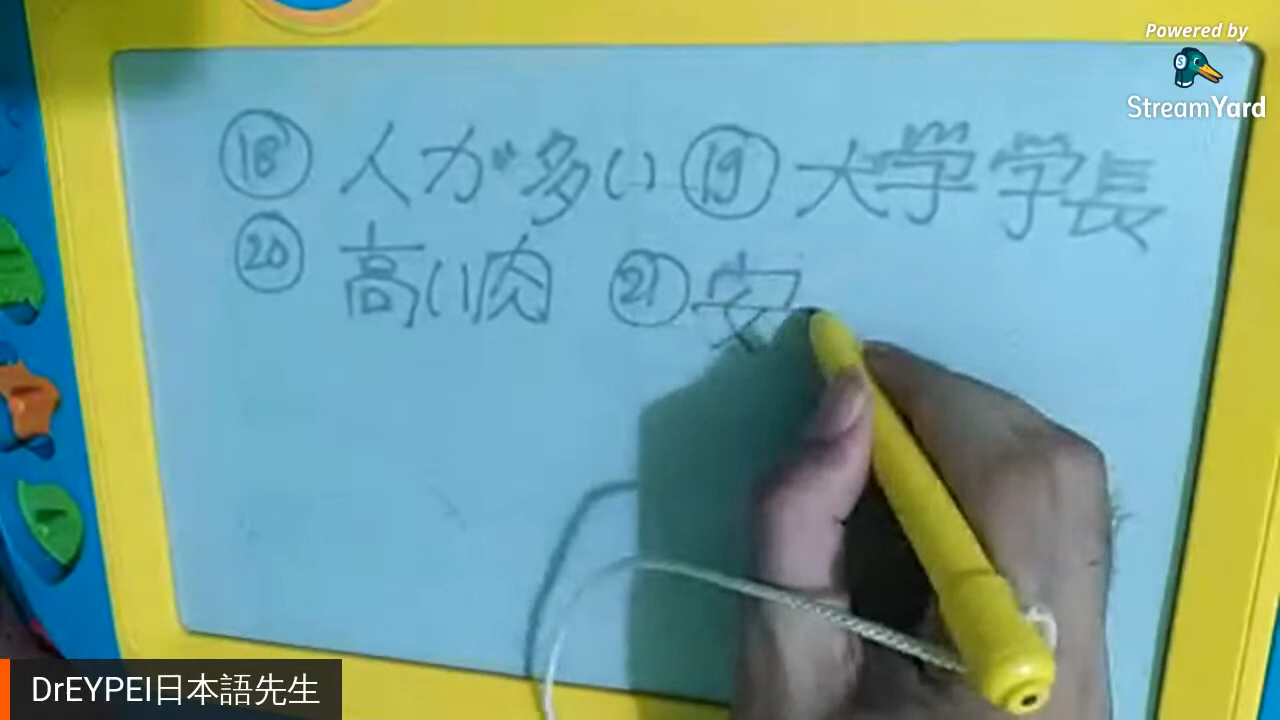 Powered by
StreamYard
⑱ 人が多い ⑲ 大学学長
⑳ 高い肉 ㉑ 安
DrEYPEI日本語先生